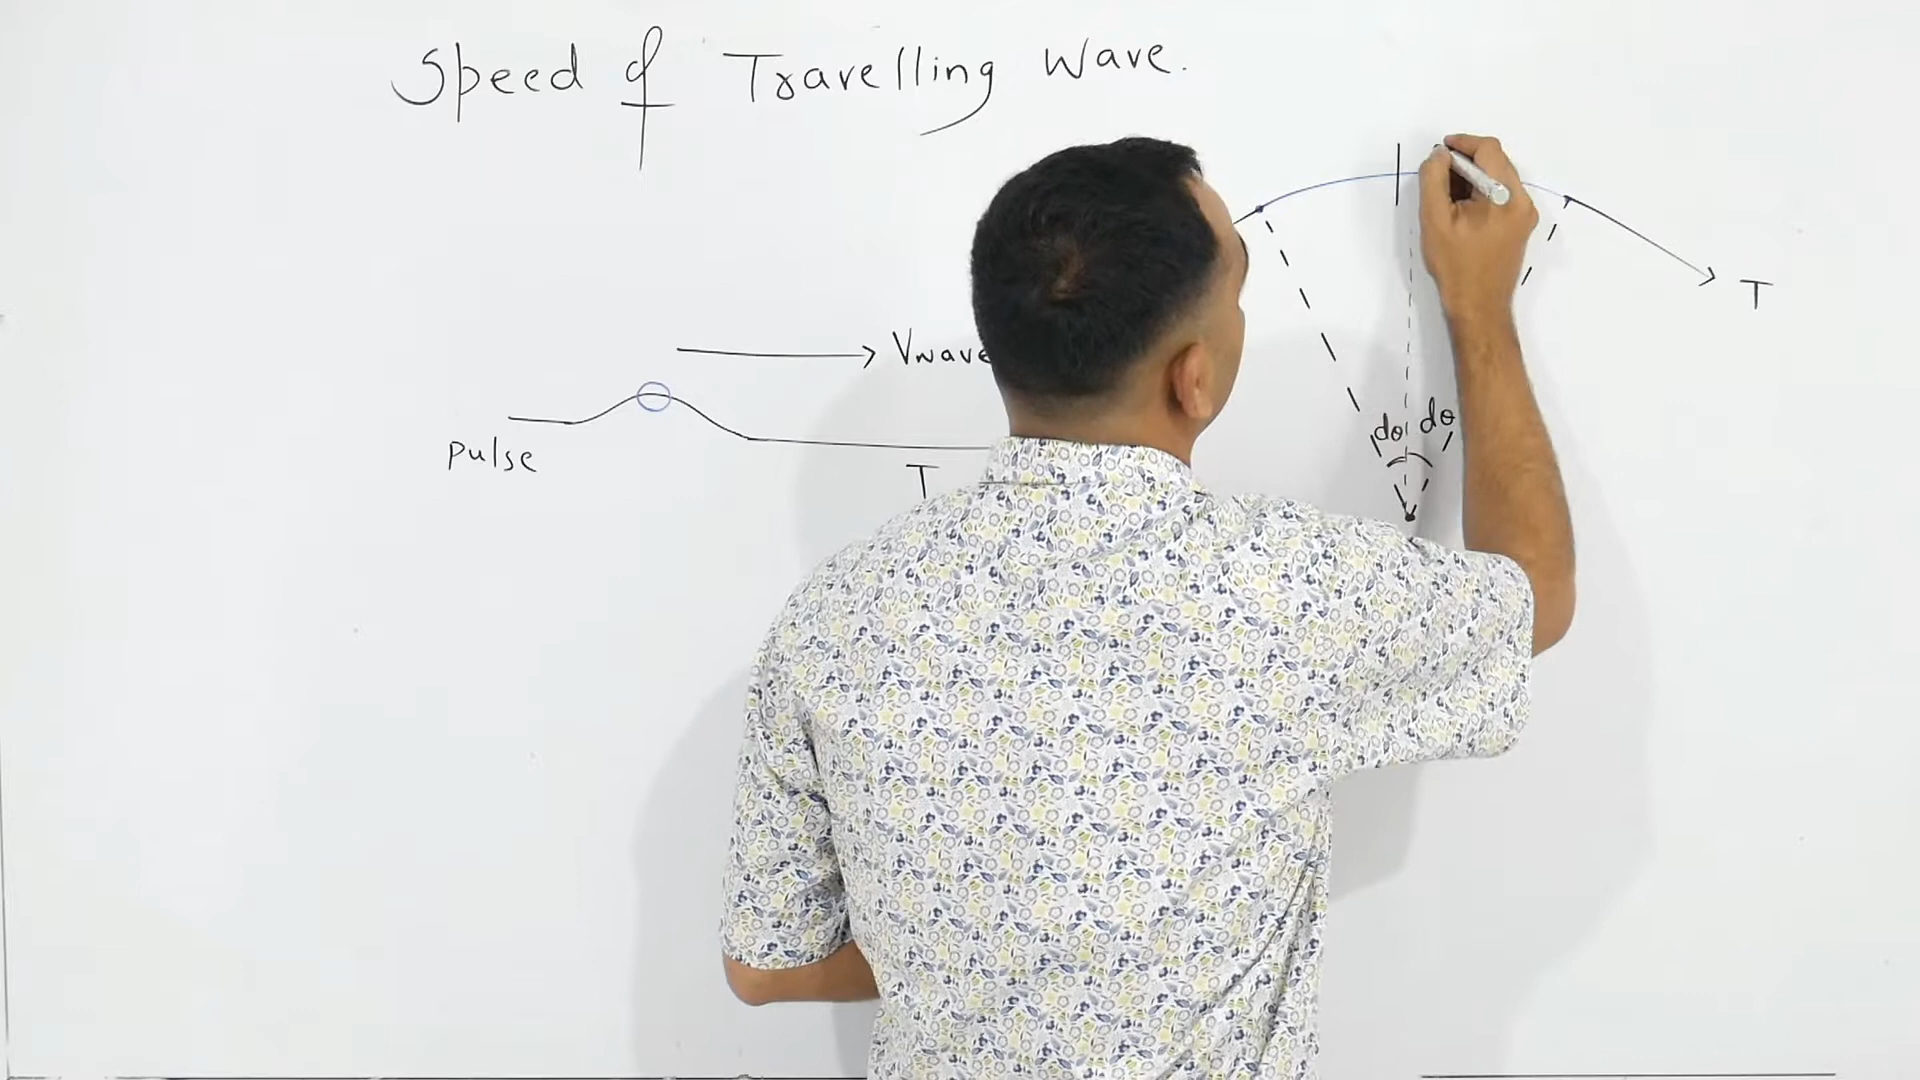 Speed of Travelling Wave.
T
Vwave
dθ dθ
pulse
T